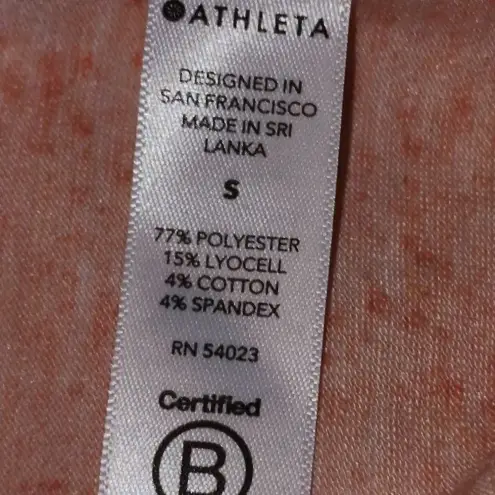 ATHLETA
DESIGNED IN
SAN FRANCISCO
MADE IN SRI
LANKA
S
77% POLYESTER
15% LYOCELL
4% COTTON
4% SPANDEX
RN 54023
Certified
B